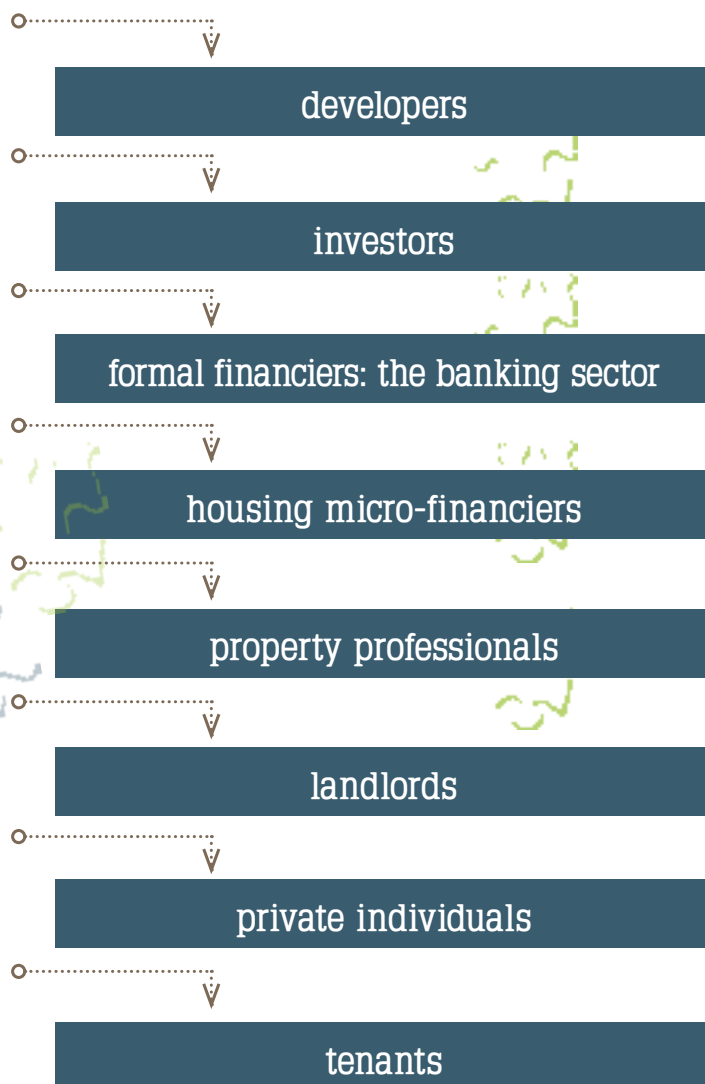 developers
investors
formal financiers: the banking sector
housing micro-financiers
property professionals
landlords
private individuals
tenants